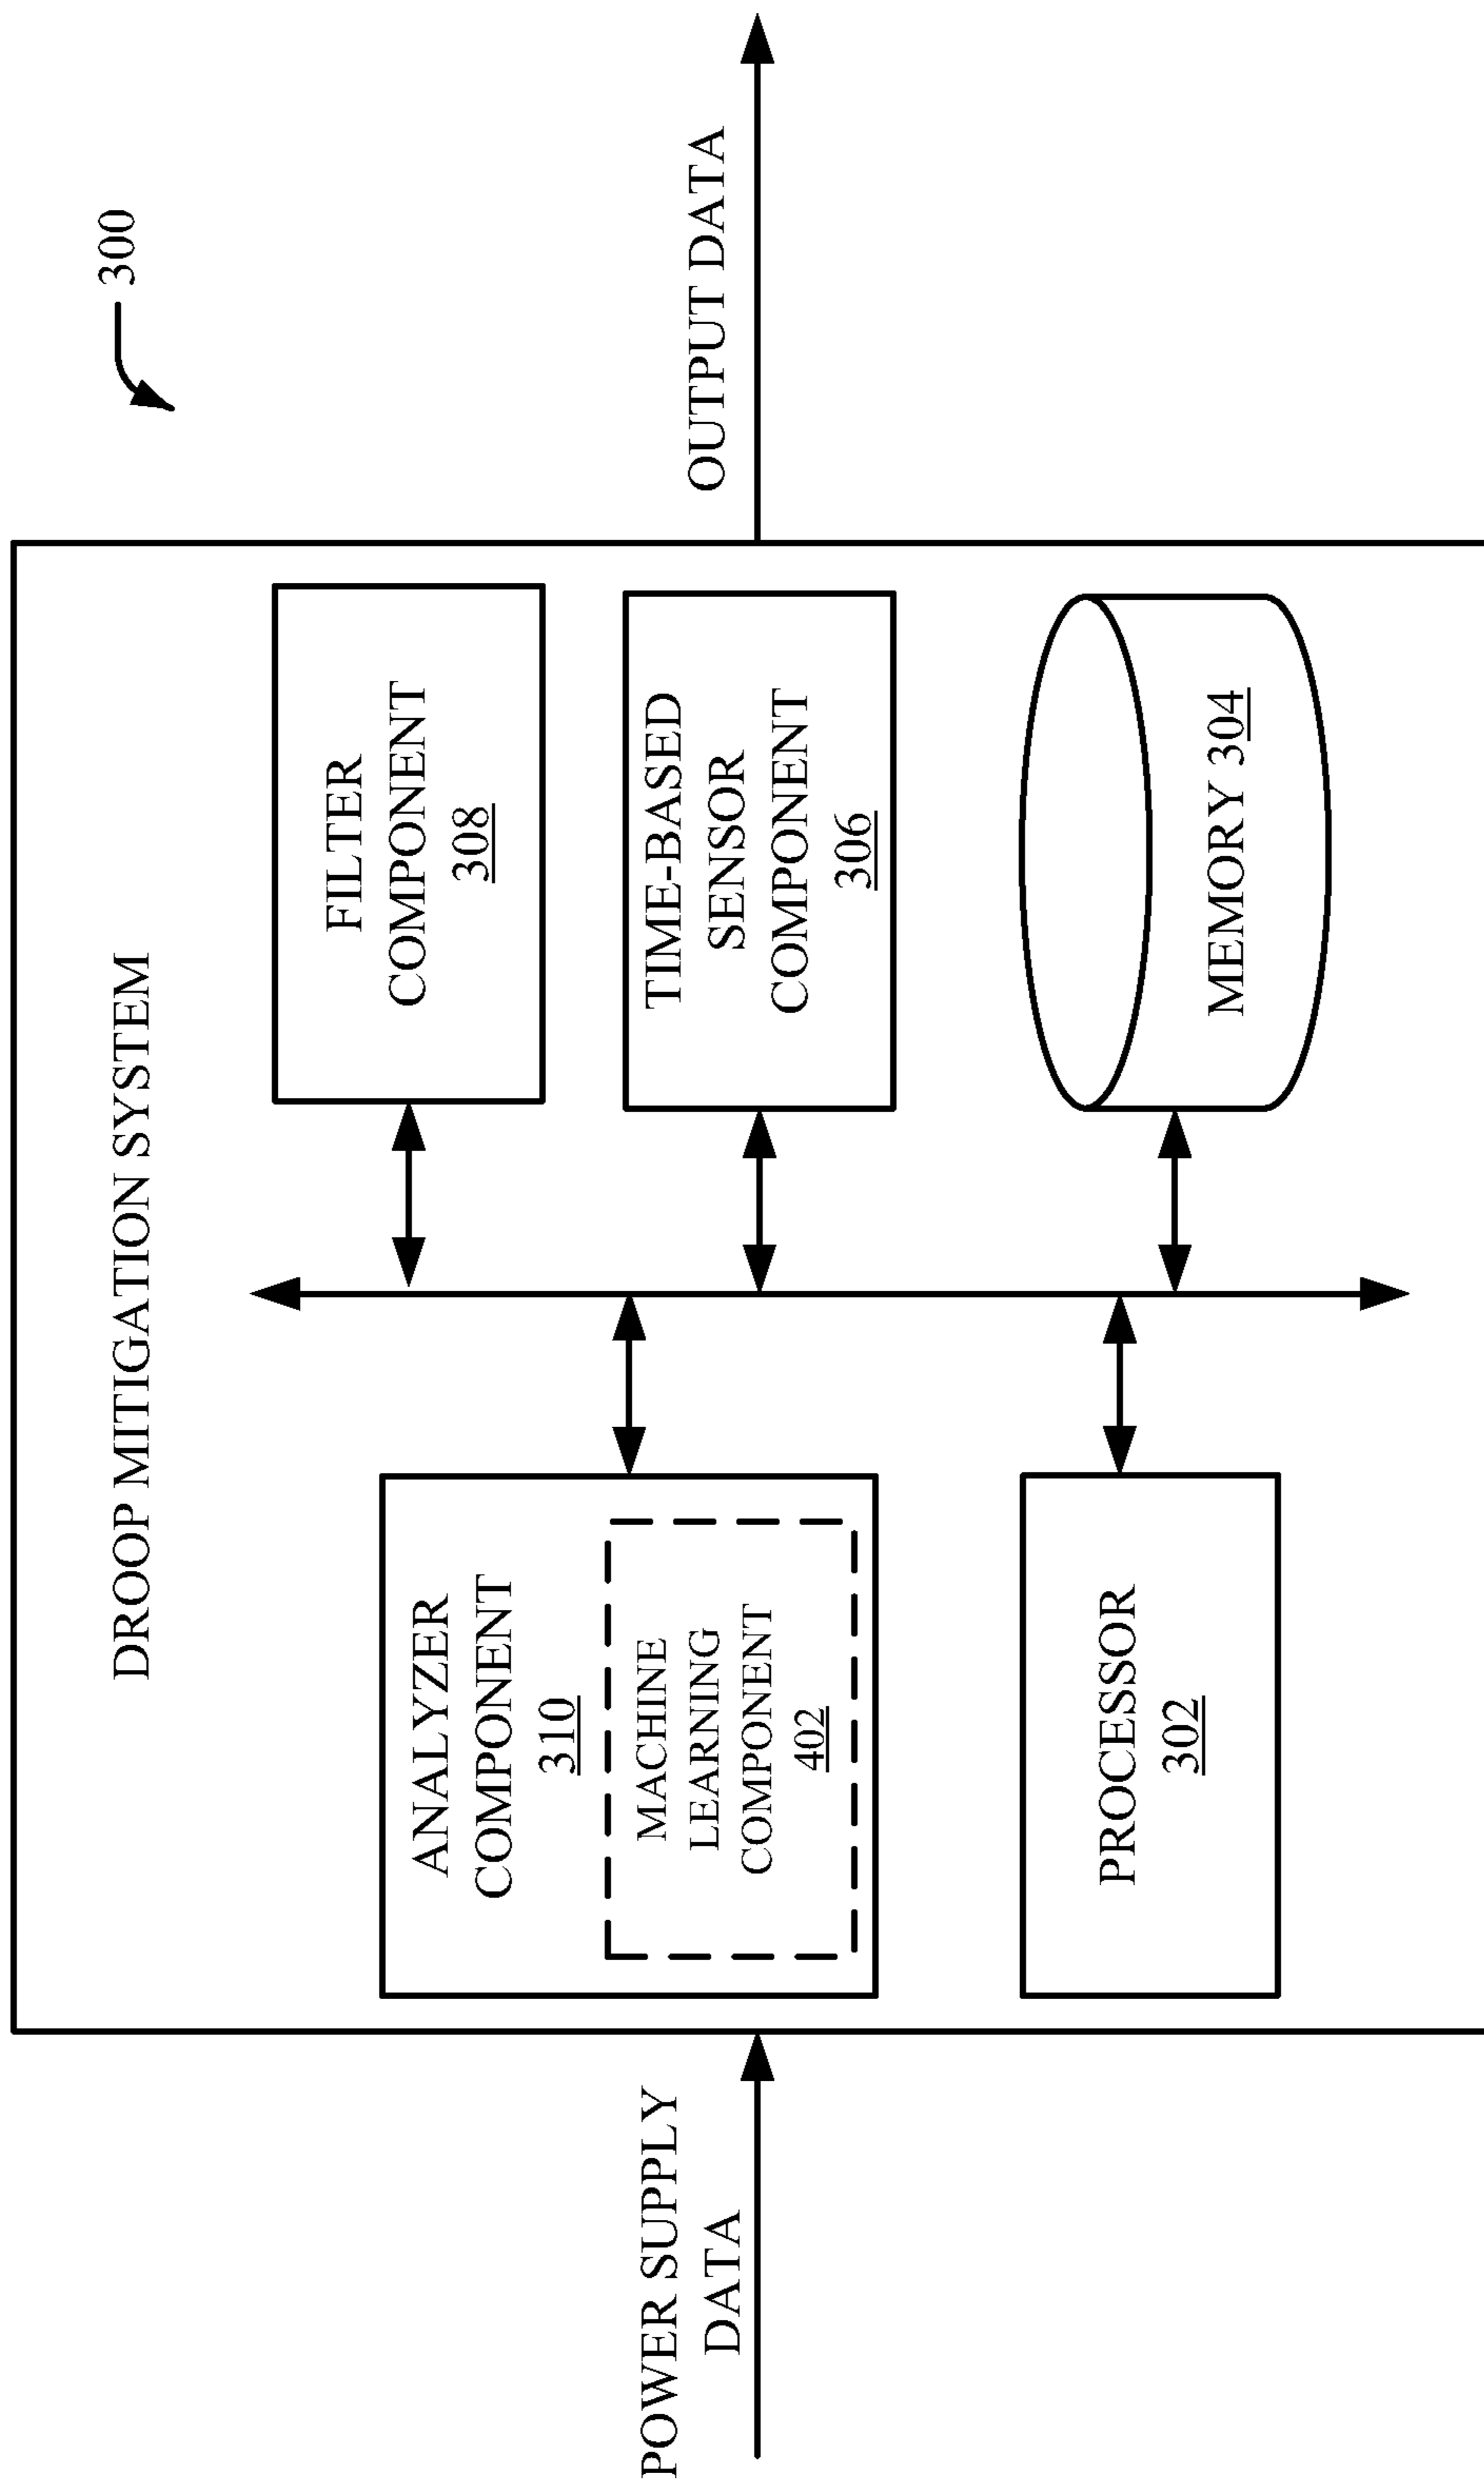 300
DROOP MITIGATION SYSTEM
POWER SUPPLY
DATA
ANALYZER
COMPONENT
310
MACHINE
LEARNING
COMPONENT
402
PROCESSOR
302
FILTER
COMPONENT
308
TIME-BASED
SENSOR
COMPONENT
306
MEMORY 304
OUTPUT DATA